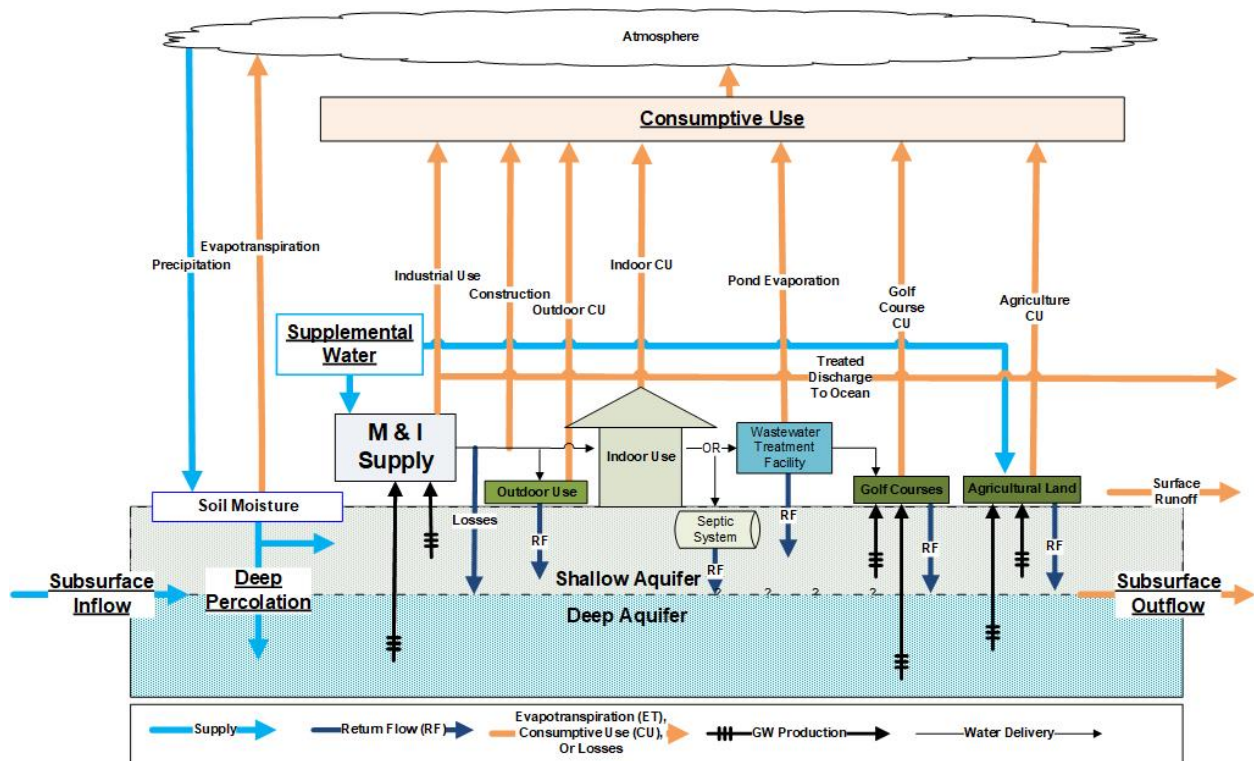 Atmosphere
Consumptive Use
Evapotranspiration
Precipitation
Industrial Use
Construction
Outdoor CU
Indoor CU
Pond Evaporation
Golf
Course
CU
Agriculture
CU
Supplemental
Water
Treated
Discharge
To Ocean
M & I
Supply
Indoor Use
OR
Wastewater
Treatment
Facility
Soil Moisture
Outdoor Use
Golf Courses
Agricultural Land
Surface
Runoff
Losses
RF
Septic
System
RF
RF
RF
RF
Subsurface
Inflow
Deep
Percolation
Shallow Aquifer
? ? ? ?
Deep Aquifer
Subsurface
Outflow
Supply
Return Flow (RF)
Evapotranspiration (ET),
Consumptive Use (CU),
Or Losses
GW Production
Water Delivery